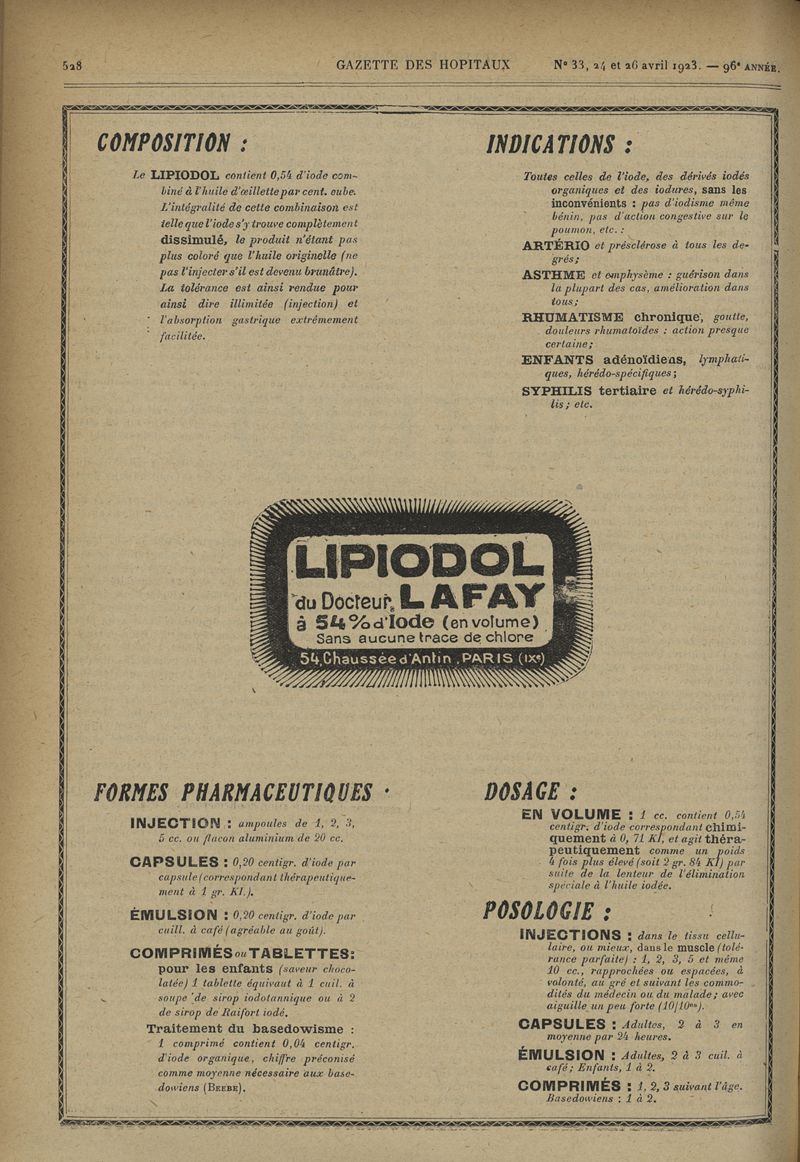 528
GAZETTE DES HOPITAUX
N° 33, 24 et 26 avril 1923. — 96e ANNÉE.
COMPOSITION :
Le LIPIODOL contient 0,54 d'iode com-
biné à l'huile d'œillette par cent. cube.
L'intégralité de cette combinaison est
telle que l'iode s'y trouve complètement
dissimulé, le produit n'étant pas
plus coloré que l'huile originelle (ne
pas l'injecter s'il est devenu brunâtre).
La tolérance est ainsi rendue pour
ainsi dire illimitée (injection) et
l'absorption gastrique extrêmement
facilitée.
INDICATIONS :
Toutes celles de l'iode, des dérivés iodés
organiques et des iodures, sans les
inconvénients : pas d'iodisme même
bénin, pas d'action congestive sur le
poumon, etc. :
ARTÉRIO et présclérose à tous les de-
grés;
ASTHME et emphysème : guérison dans
la plupart des cas, amélioration dans
tous;
RHUMATISME chronique, goutte,
douleurs rhumatoïdes : action presque
certaine;
ENFANTS adénoïdiens, lymphati-
ques, hérédo-spécifiques;
SYPHILIS tertiaire et hérédo-syphi-
lis; etc.
LIPIODOL
du Docteur LAFAY
à 54% d'Iode (en volume)
Sans aucune trace de chlore
54, Chaussée d'Antin, PARIS (IXe)
FORMES PHARMACEUTIQUES :
INJECTION : ampoules de 1, 2, 3,
5 cc. ou flacon aluminium de 20 cc.
CAPSULES : 0,20 centigr. d'iode par
capsule (correspondant thérapeutique-
ment à 1 gr. KI.).
ÉMULSION : 0,20 centigr. d'iode par
cuill. à café (agréable au goût).
COMPRIMÉS ou TABLETTES:
pour les enfants (saveur choco-
latée) 1 tablette équivaut à 1 cuil. à
soupe de sirop iodotannique ou à 2
de sirop de Raifort iodé.
Traitement du basedowisme :
1 comprimé contient 0,04 centigr.
d'iode organique, chiffre préconisé
comme moyenne nécessaire aux base-
dowiens (BEEBE).
DOSAGE :
EN VOLUME : 1 cc. contient 0,54
centigr. d'iode correspondant chimi-
quement à 0, 71 KI, et agit théra-
peutiquement comme un poids
4 fois plus élevé (soit 2 gr. 84 KI) par
suite de la lenteur de l'élimination
spéciale à l'huile iodée.
POSOLOGIE :
INJECTIONS : dans le tissu cellu-
laire, ou mieux, dans le muscle (tolé-
rance parfaite) : 1, 2, 3, 5 et même
10 cc., rapprochées ou espacées, à
volonté, au gré et suivant les commo-
dités du médecin ou du malade; avec
aiguille un peu forte (10/10mm).
CAPSULES : Adultes, 2 à 3 en
moyenne par 24 heures.
ÉMULSION : Adultes, 2 à 3 cuil. à
café; Enfants, 1 à 2.
COMPRIMÉS : 1, 2, 3 suivant l'âge.
Basedowiens : 1 à 2.